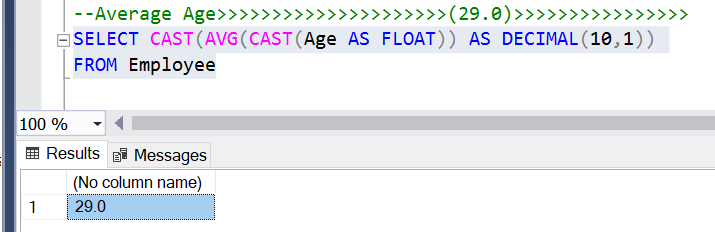 --Average Age>>>>>>>>>>>>>>>>>>>>>(29.0)>>>>>>>>>>>>>>>>
SELECT CAST(AVG(CAST(Age AS FLOAT)) AS DECIMAL(10,1))
FROM Employee
100 %
Results Messages
(No column name)
1 29.0